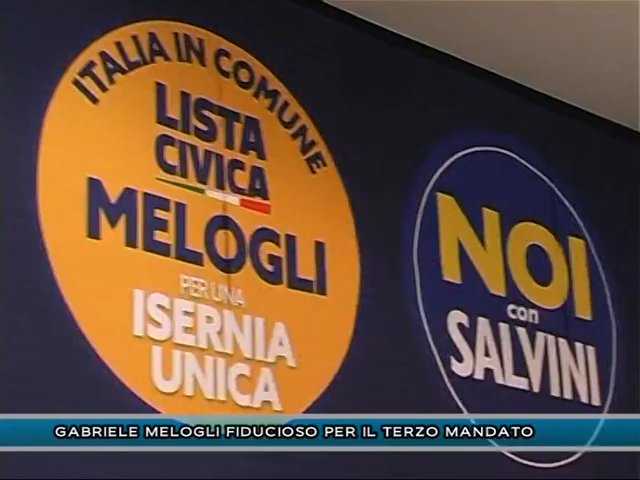 ITALIA IN COMUNE
LISTA
CIVICA
MELOGLI
PER UNA
ISERNIA
UNICA
NOI
con
SALVINI
GABRIELE MELOGLI FIDUCIOSO PER IL TERZO MANDATO